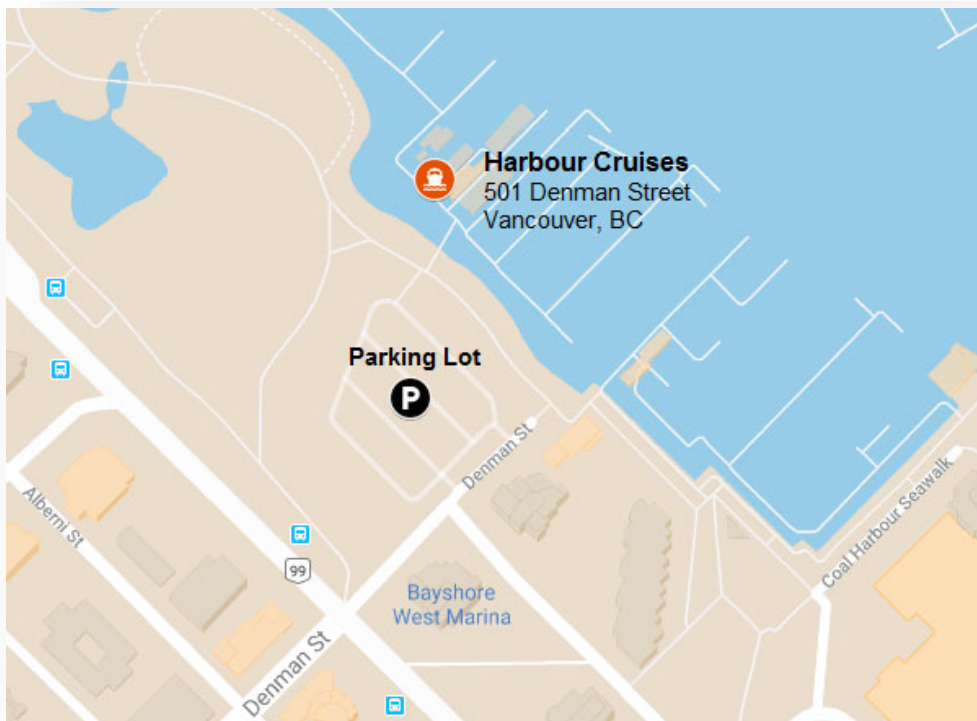 Harbour Cruises
501 Denman Street
Vancouver, BC
Parking Lot
P
Denman St
Coal Harbour Seawalk
Alberni St
99
Bayshore
West Marina
Denman St